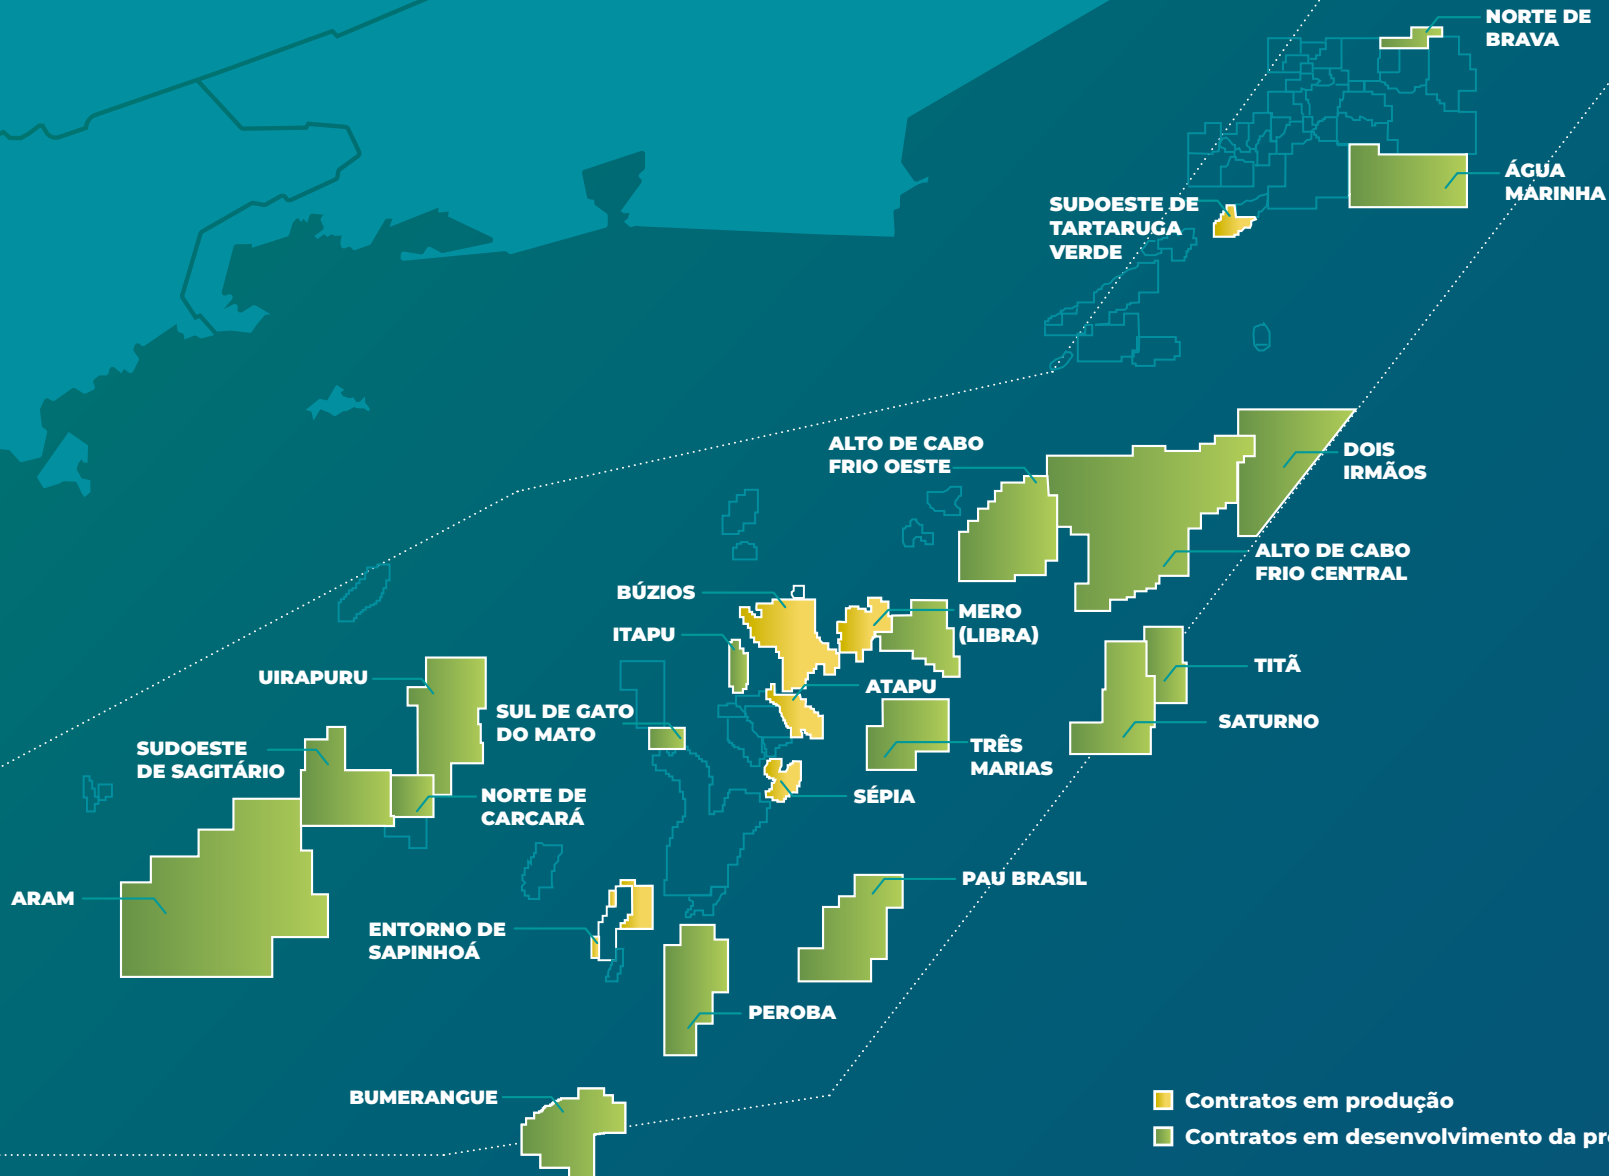 NORTE DE
BRAVA
ÁGUA
MARINHA
SUDOESTE DE
TARTARUGA
VERDE
ALTO DE CABO
FRIO OESTE
DOIS
IRMÃOS
ALTO DE CABO
FRIO CENTRAL
BÚZIOS
MERO
(LIBRA)
ITAPU
TITÃ
UIRAPURU
ATAPU
SUL DE GATO
DO MATO
SATURNO
SUDOESTE
DE SAGITÁRIO
TRÊS
MARIAS
NORTE DE
CARCARÁ
SÉPIA
PAU BRASIL
ARAM
ENTORNO DE
SAPINHOÁ
PEROBA
BUMERANGUE
Contratos em produção
Contratos em desenvolvimento da